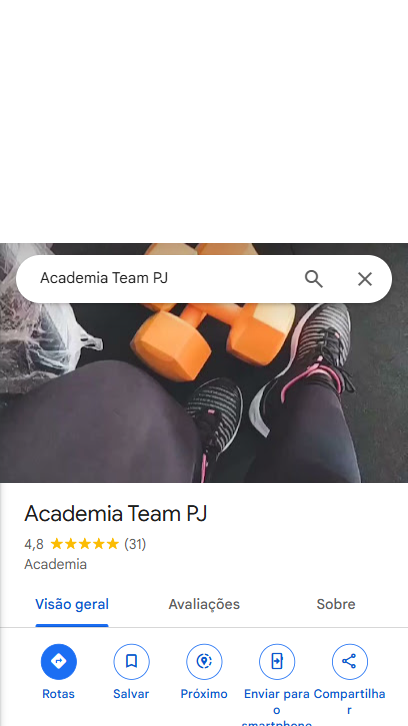 Academia Team PJ
Academia Team PJ
4,8 (31)
Academia
Visão geral Avaliações Sobre
Rotas Salvar Próximo Enviar para o smartphone Compartilhar